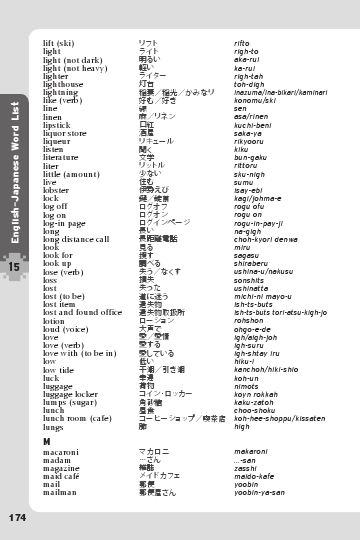 lift (ski) リフト rifto
light ライト righ-to
light (not dark) 明るい aka-rui
light (not heavy) 軽い ka-rui
lighter ライター righ-tah
lighthouse 灯台 toh-digh
lightning 稲妻／稲光／かみなり inazuma/ina-bikari/kaminari
like (verb) 好む／好き konomu/ski
line 線 sen
linen 麻／リネン asa/rinen
lipstick 口紅 kuchi-beni
liquor store 酒屋 saka-ya
liqueur リキュール rikyooru
listen 聞く kiku
literature 文学 bun-gaku
liter リットル rittoru
little (amount) 少ない sku-nigh
live 住む sumu
lobster 伊勢えび isay-ebi
lock 鍵／錠前 kagi/johma-e
log off ログオフ rogu ofu
log on ログオン rogu on
log-in page ログインページ rogu-in-pay-ji
long 長い na-gigh
long distance call 長距離電話 choh-kyori denwa
look 見る miru
look for 探す sagasu
look up 調べる shiraberu
lose (verb) 失う／なくす ushina-u/nakusu
loss 損失 sonshits
lost 失った ushinatta
lost (to be) 道に迷う michi-ni mayo-u
lost item 遺失物 ish-ts-buts
lost and found office 遺失物取扱所 ish-ts-buts tori-atsu-kigh-jo
lotion ローション rohshon
loud (voice) 大声で ohgo-e-de
love 愛／愛情 igh/aigh-joh
love (verb) 愛する igh-suru
love with (to be in) 愛している igh-shtay iru
low 低い hiku-i
low tide 干潮／引き潮 kanchoh/hiki-shio
luck 幸運 koh-un
luggage 荷物 nimots
luggage locker コイン・ロッカー koyn rokkah
lumps (sugar) 角砂糖 kaku-zatoh
lunch 昼食 choo-shoku
lunch room (cafe) コーヒーショップ／喫茶店 koh-hee-shoppu/kissaten
lungs 肺 high
M
macaroni マカロニ makaroni
madam …さん …-san
magazine 雑誌 zasshi
maid café メイドカフェ maido-kafe
mail 郵便 yoobin
mailman 郵便屋さん yoobin-ya-san
English–Japanese Word List
15
174